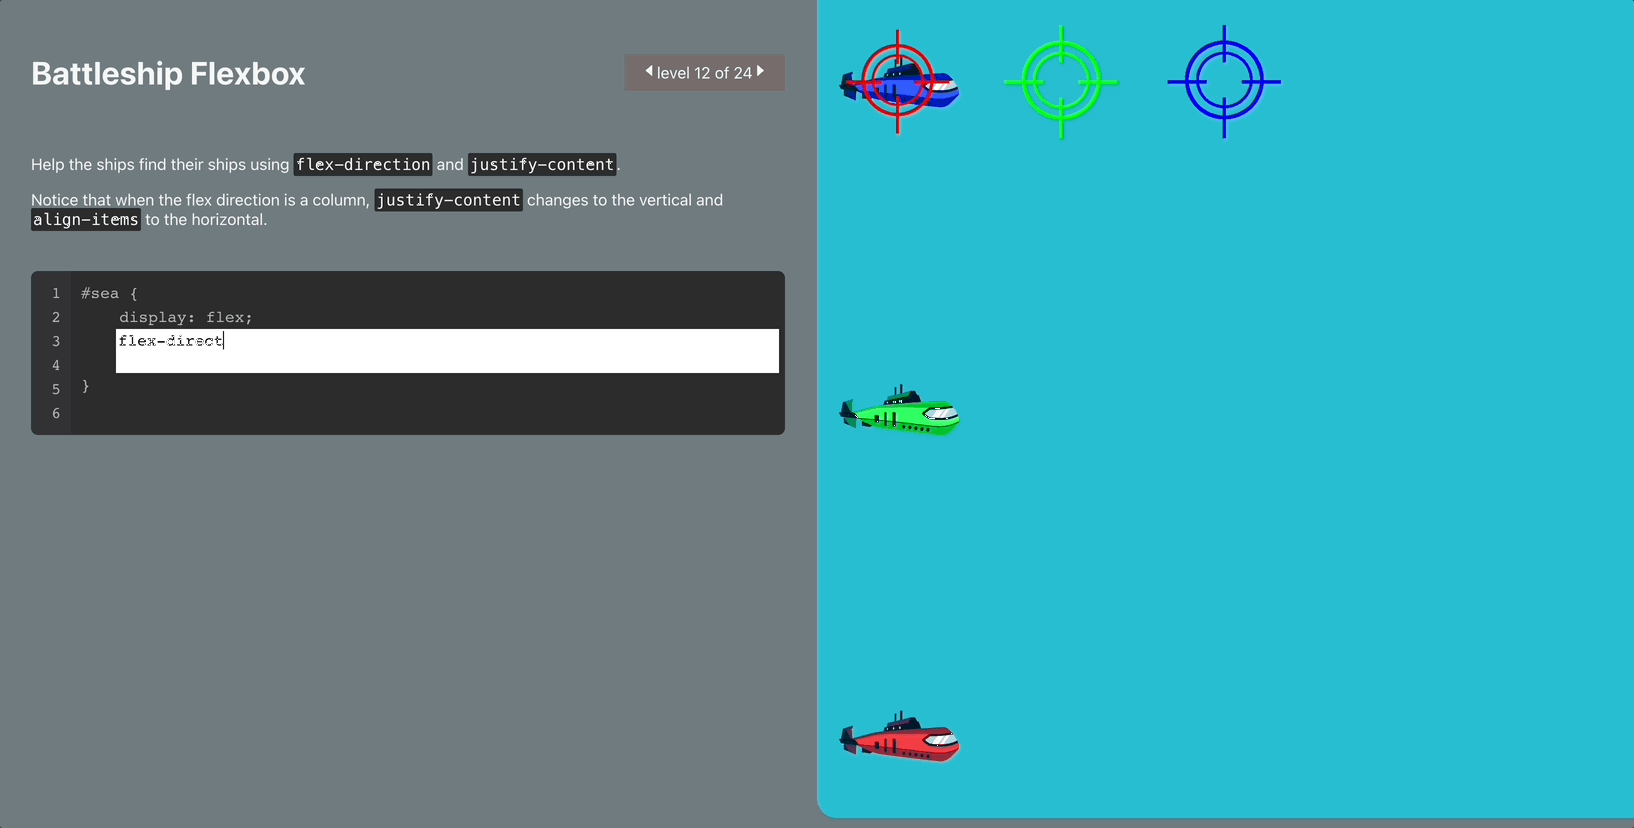 Battleship Flexbox
level 12 of 24
Help the ships find their ships using flex-direction and justify-content.
Notice that when the flex direction is a column, justify-content changes to the vertical and
align-items to the horizontal.
1 #sea {
2 display: flex;
3 flex-direct
4
5 }
6